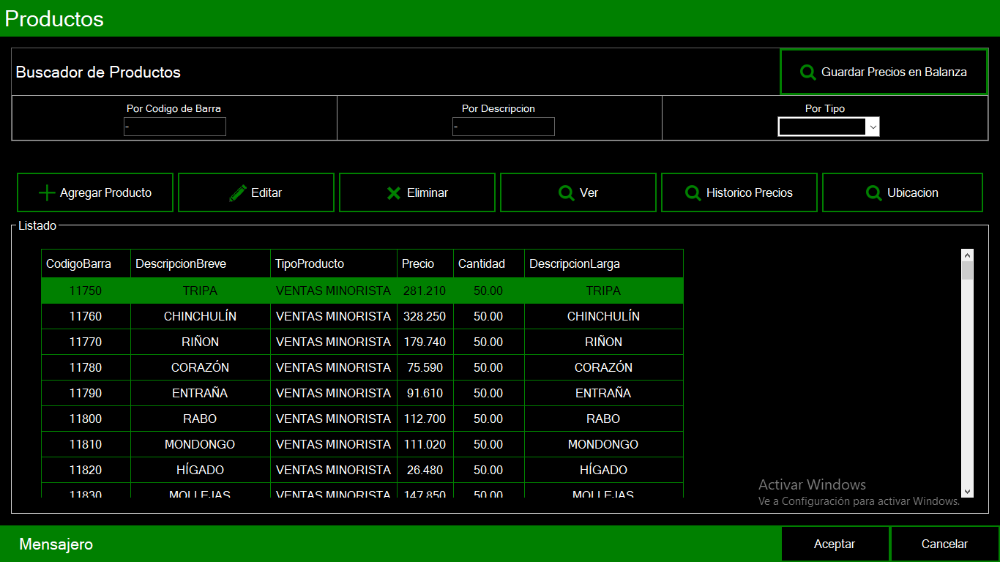 Productos
Buscador de Productos
Guardar Precios en Balanza
Por Codigo de Barra
Por Descripcion
Por Tipo
-
-
Agregar Producto
Editar
Eliminar
Ver
Historico Precios
Ubicacion
Listado
CodigoBarra DescripcionBreve TipoProducto Precio Cantidad DescripcionLarga
11750 TRIPA VENTAS MINORISTA 281.210 50.00 TRIPA
11760 CHINCHULÍN VENTAS MINORISTA 328.250 50.00 CHINCHULÍN
11770 RIÑON VENTAS MINORISTA 179.740 50.00 RIÑON
11780 CORAZÓN VENTAS MINORISTA 75.590 50.00 CORAZÓN
11790 ENTRAÑA VENTAS MINORISTA 91.610 50.00 ENTRAÑA
11800 RABO VENTAS MINORISTA 112.700 50.00 RABO
11810 MONDONGO VENTAS MINORISTA 111.020 50.00 MONDONGO
11820 HÍGADO VENTAS MINORISTA 26.480 50.00 HÍGADO
11830 MOLLEJAS VENTAS MINORISTA 147.850 50.00 MOLLEJAS
Activar Windows
Ve a Configuración para activar Windows.
Mensajero
Aceptar
Cancelar